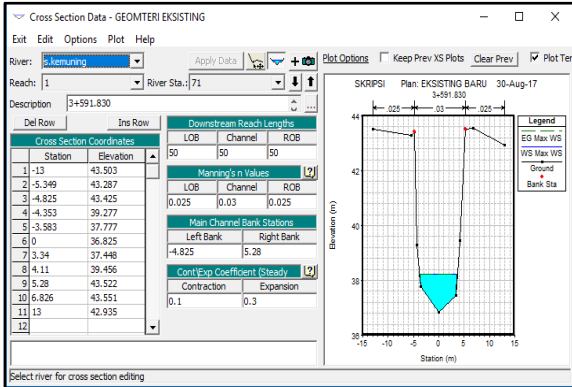 Cross Section Data - GEOMTERI EKSISTING
Exit Edit Options Plot Help
River: s.kemuning Apply Data Plot Options Keep Prev XS Plots Clear Prev Plot Ter
Reach: 1 River Sta.: 71
Description 3+591.830 ...
Del Row Ins Row
Cross Section Coordinates
Station Elevation
1 -13 43.503
2 -5.349 43.287
3 -4.825 43.425
4 -4.353 39.277
5 -3.583 37.777
6 0 36.825
7 3.34 37.448
8 4.11 39.456
9 5.28 43.522
10 6.826 43.551
11 13 42.935
12
Downstream Reach Lengths
LOB Channel ROB
50 50 50
Manning's n Values
LOB Channel ROB
0.025 0.03 0.025
Main Channel Bank Stations
Left Bank Right Bank
-4.825 5.28
Cont\Exp Coefficient (Steady
Contraction Expansion
0.1 0.3
SKRIPSI Plan: EKSISTING BARU 30-Aug-17
3+591.830
.025 .03 .025
Legend
EG Max WS
WS Max WS
Ground
Bank Sta
Elevation (m)
44
42
40
38
36
-15 -10 -5 0 5 10 15
Station (m)
Select river for cross section editing